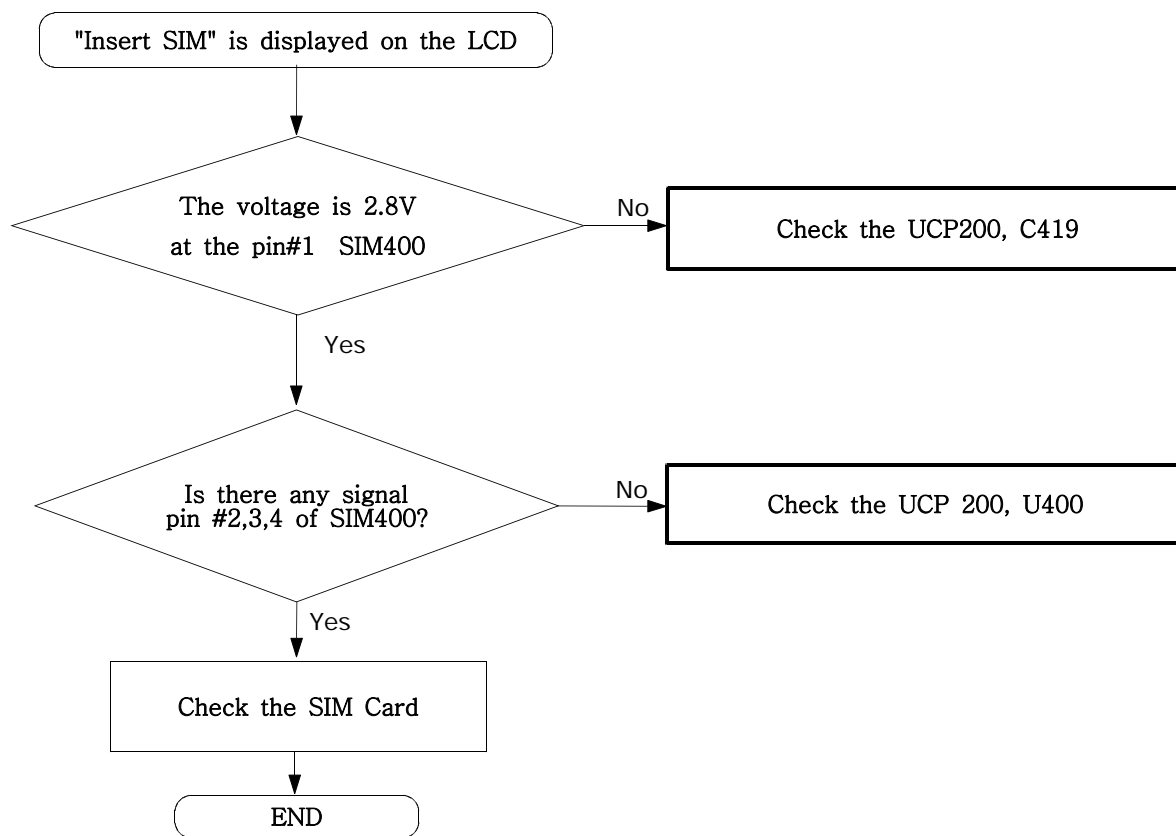 "Insert SIM" is displayed on the LCD
The voltage is 2.8V
at the pin#1 SIM400
No
Check the UCP200, C419
Yes
Is there any signal
pin #2,3,4 of SIM400?
No
Check the UCP 200, U400
Yes
Check the SIM Card
END